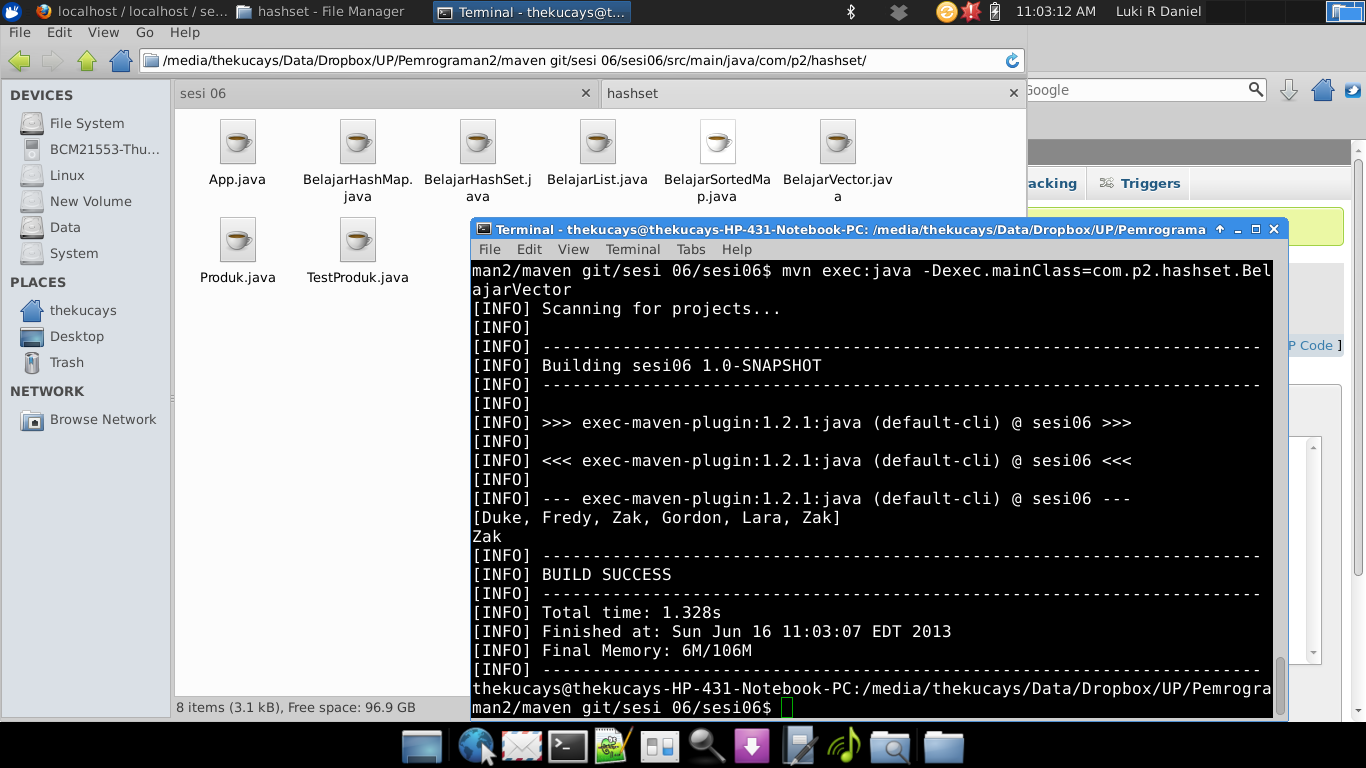 localhost / localhost / se...
hashset - File Manager
Terminal - thekucays@t...
11:03:12 AM
Luki R Daniel
File Edit View Go Help
/media/thekucays/Data/Dropbox/UP/Pemrograman2/maven git/sesi 06/sesi06/src/main/java/com/p2/hashset/
Google
DEVICES
File System
BCM21553-Thu...
Linux
New Volume
Data
System
PLACES
thekucays
Desktop
Trash
NETWORK
Browse Network
sesi 06
hashset
App.java
BelajarHashMap.
java
BelajarHashSet.j
ava
BelajarList.java
BelajarSortedMa
p.java
BelajarVector.jav
a
Produk.java
TestProduk.java
8 items (3.1 kB), Free space: 96.9 GB
acking
Triggers
P Code ]
Terminal - thekucays@thekucays-HP-431-Notebook-PC: /media/thekucays/Data/Dropbox/UP/Pemrograma
File Edit View Terminal Tabs Help
man2/maven git/sesi 06/sesi06$ mvn exec:java -Dexec.mainClass=com.p2.hashset.Bel
ajarVector
[INFO] Scanning for projects...
[INFO]
[INFO] ------------------------------------------------------------------------
[INFO] Building sesi06 1.0-SNAPSHOT
[INFO] ------------------------------------------------------------------------
[INFO]
[INFO] >>> exec-maven-plugin:1.2.1:java (default-cli) @ sesi06 >>>
[INFO]
[INFO] <<< exec-maven-plugin:1.2.1:java (default-cli) @ sesi06 <<<
[INFO]
[INFO] --- exec-maven-plugin:1.2.1:java (default-cli) @ sesi06 ---
[Duke, Fredy, Zak, Gordon, Lara, Zak]
Zak
[INFO] ------------------------------------------------------------------------
[INFO] BUILD SUCCESS
[INFO] ------------------------------------------------------------------------
[INFO] Total time: 1.328s
[INFO] Finished at: Sun Jun 16 11:03:07 EDT 2013
[INFO] Final Memory: 6M/106M
[INFO] ------------------------------------------------------------------------
thekucays@thekucays-HP-431-Notebook-PC:/media/thekucays/Data/Dropbox/UP/Pemrogra
man2/maven git/sesi 06/sesi06$